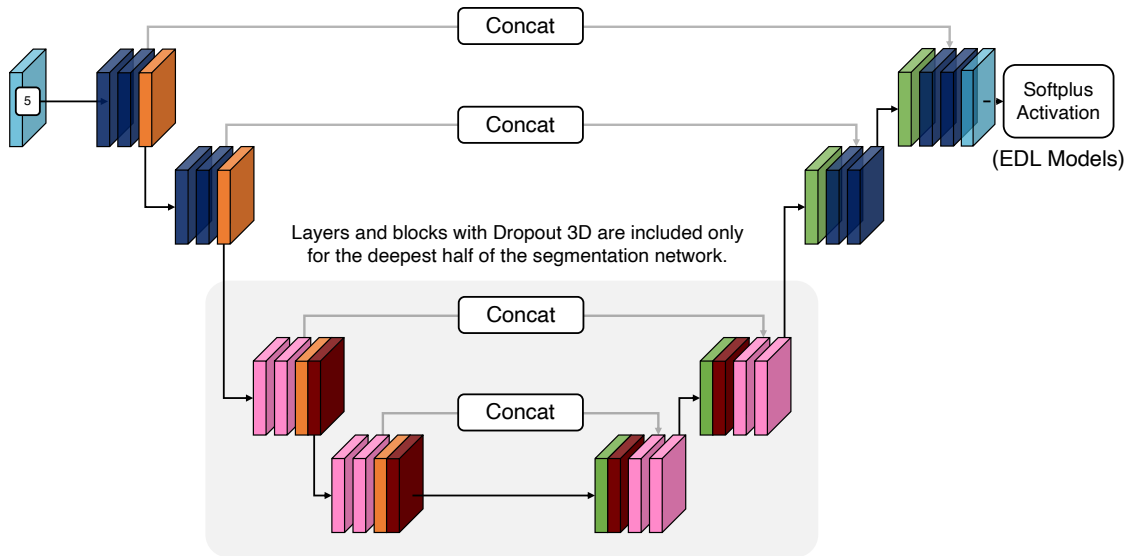 Concat
5
Softplus
Activation
(EDL Models)
Concat
Layers and blocks with Dropout 3D are included only
for the deepest half of the segmentation network.
Concat
Concat